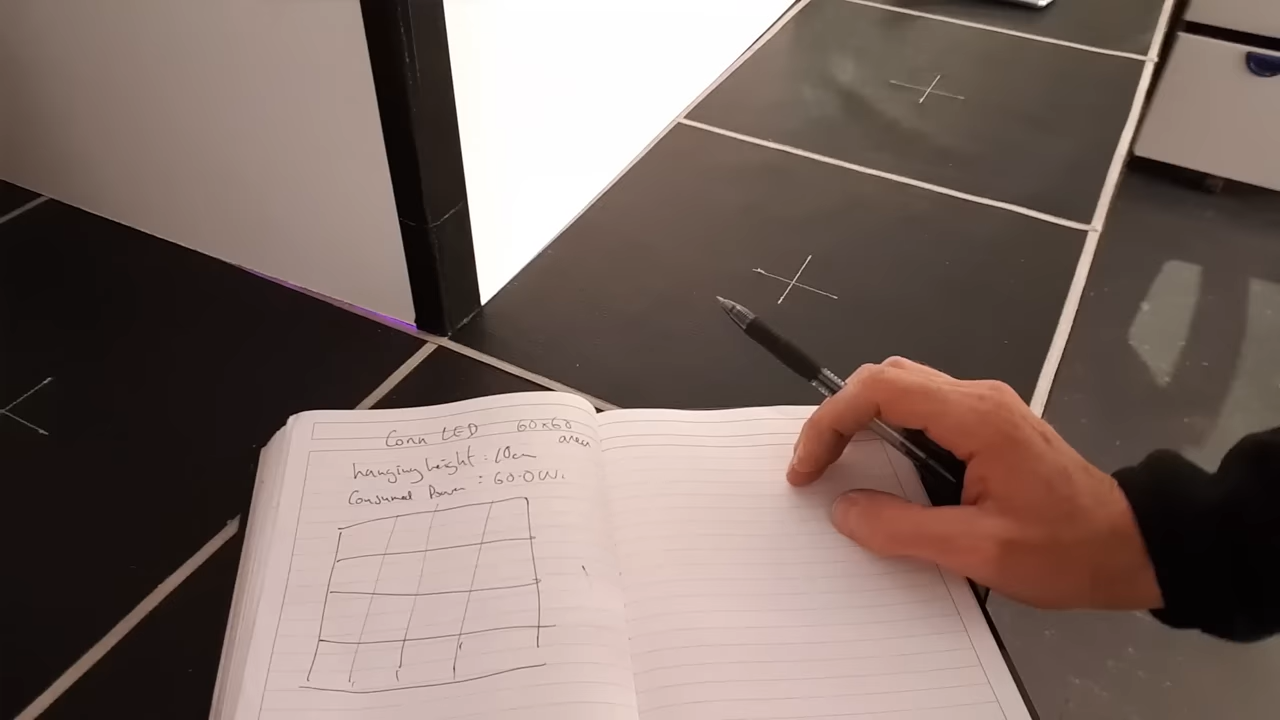 Corn LED 60x60
area
hanging height : 10cm
Consumed Power : 60.0W.